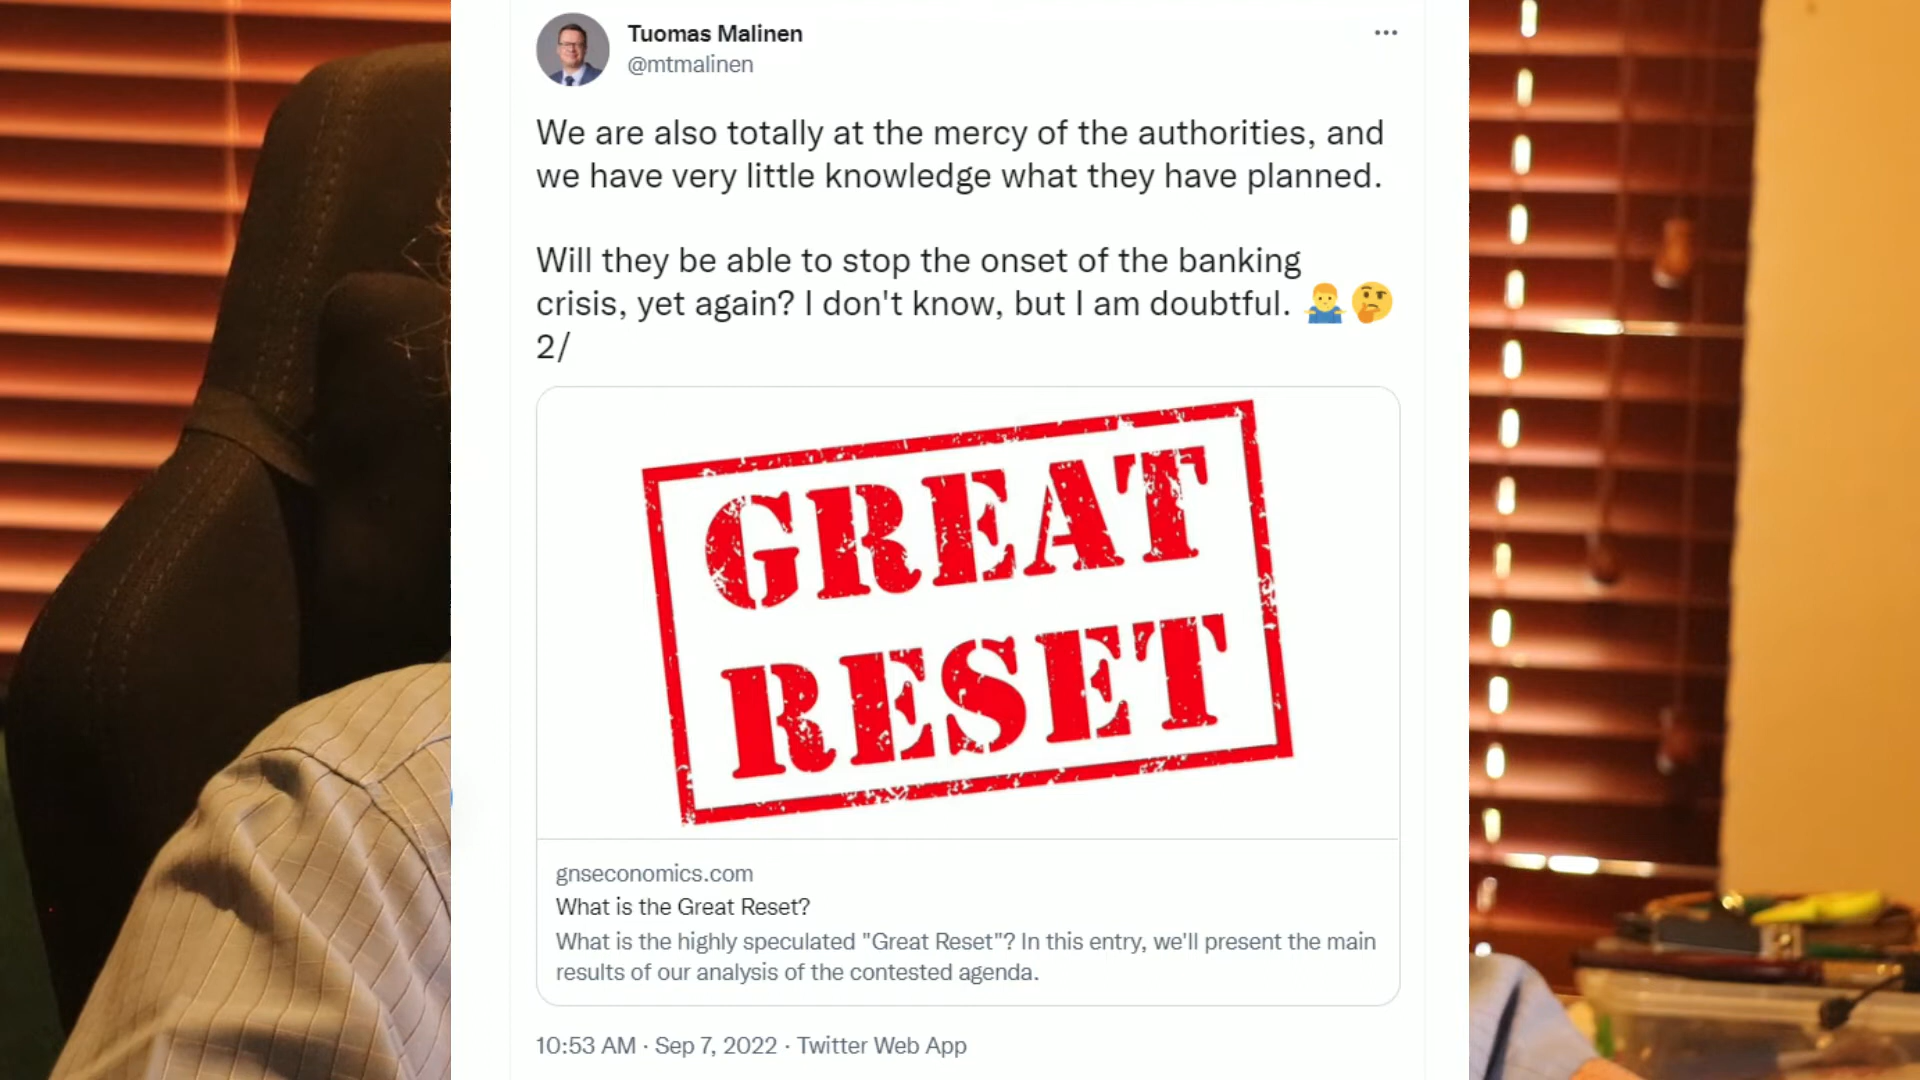 Tuomas Malinen
@mtmalinen
We are also totally at the mercy of the authorities, and
we have very little knowledge what they have planned.
Will they be able to stop the onset of the banking
crisis, yet again? I don't know, but I am doubtful. 🤷‍♂️🤔
2/
GREAT
RESET
gnseconomics.com
What is the Great Reset?
What is the highly speculated "Great Reset"? In this entry, we'll present the main
results of our analysis of the contested agenda.
10:53 AM · Sep 7, 2022 · Twitter Web App